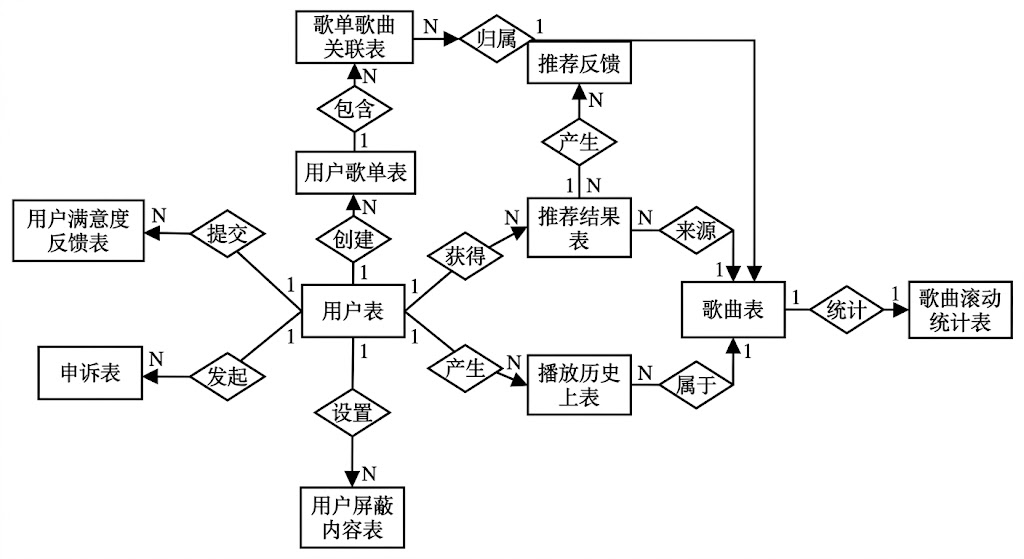 歌单歌曲
关联表
N
归属
1
推荐反馈
N
包含
1
N
产生
1 N
用户歌单表
N
创建
1
用户满意度
反馈表
N
提交
1
推荐结果
表
N
获得
1
N
来源
1
用户表
歌曲表
1
统计
1
歌曲滚动
统计表
申诉表
N
发起
1
1
产生
N
播放历史
上表
N
属于
1
1
设置
N
用户屏蔽
内容表